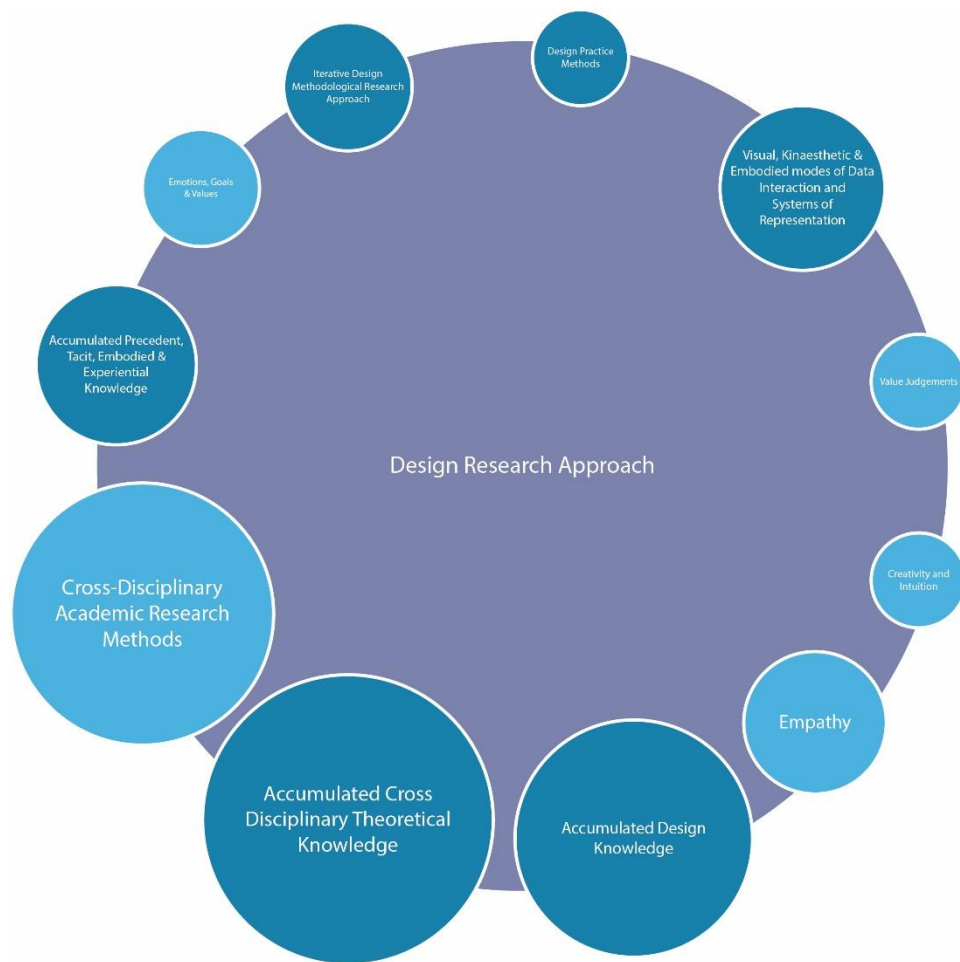 Design Practice
Methods
Iterative Design
Methodological Research
Approach
Visual, Kinaesthetic &
Embodied modes of Data
Interaction and
Systems of
Representation
Emotions, Goals
& Values
Accumulated Precedent,
Tacit, Embodied &
Experiential
Knowledge
Value Judgements
Design Research Approach
Creativity and
Intuition
Cross-Disciplinary
Academic Research
Methods
Empathy
Accumulated Cross
Disciplinary Theoretical
Knowledge
Accumulated Design
Knowledge